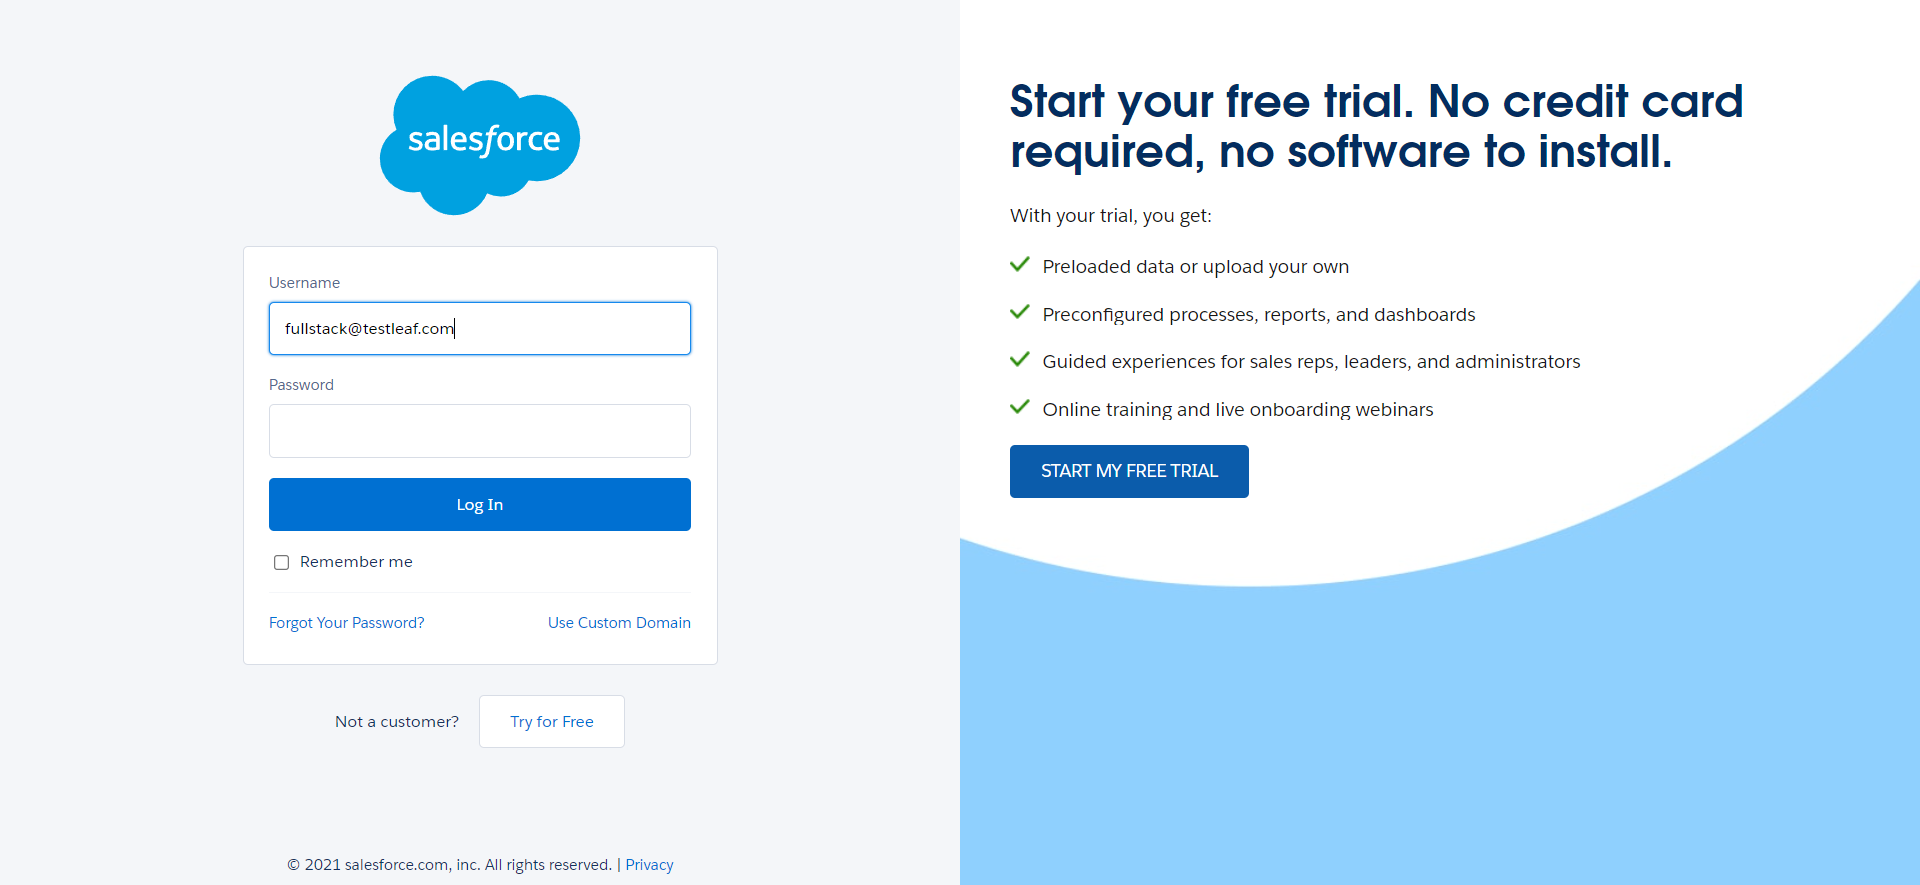 salesforce
Username
fullstack@testleaf.com
Password
Log In
Remember me
Forgot Your Password?
Use Custom Domain
Not a customer?
Try for Free
© 2021 salesforce.com, inc. All rights reserved. | Privacy
Start your free trial. No credit card
required, no software to install.
With your trial, you get:
Preloaded data or upload your own
Preconfigured processes, reports, and dashboards
Guided experiences for sales reps, leaders, and administrators
Online training and live onboarding webinars
START MY FREE TRIAL